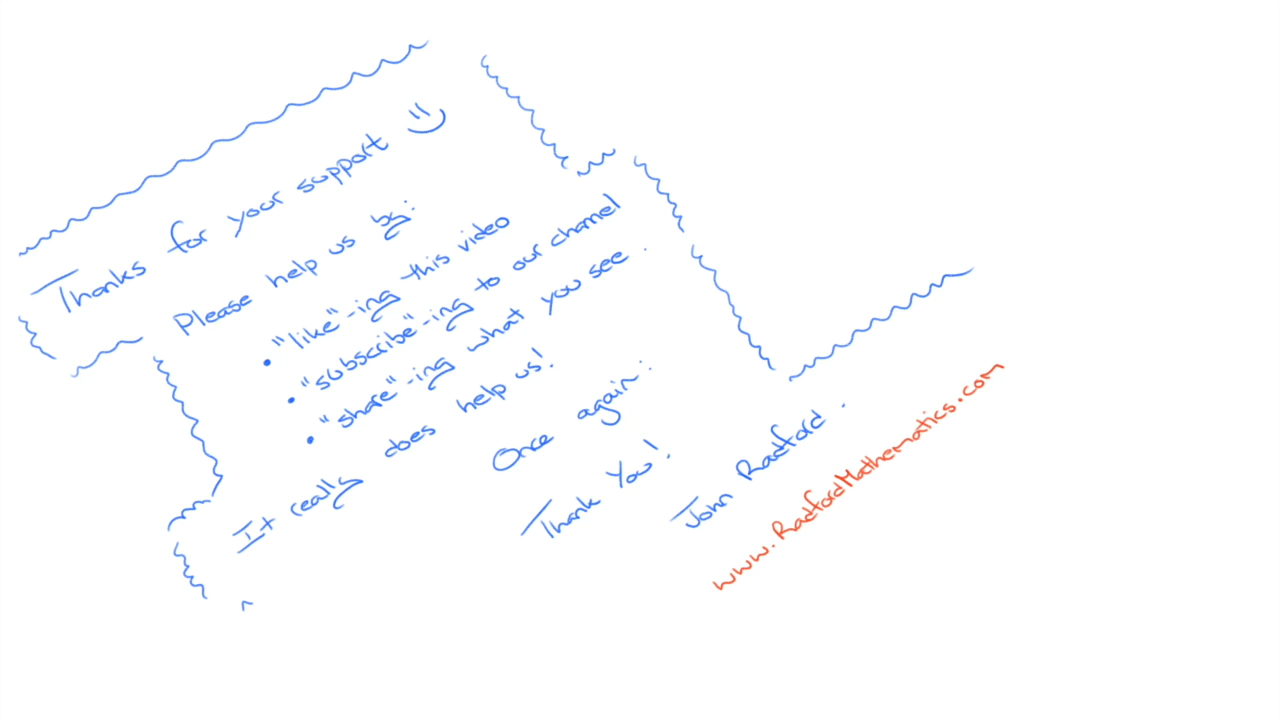 Thanks for your support
Please help us by:
• "like"-ing this video
• "subscribe"-ing to our channel
• "share"-ing what you see.
It really does help us!
Once again:
Thank You!
John Radford.
www.RadfordMathematics.com